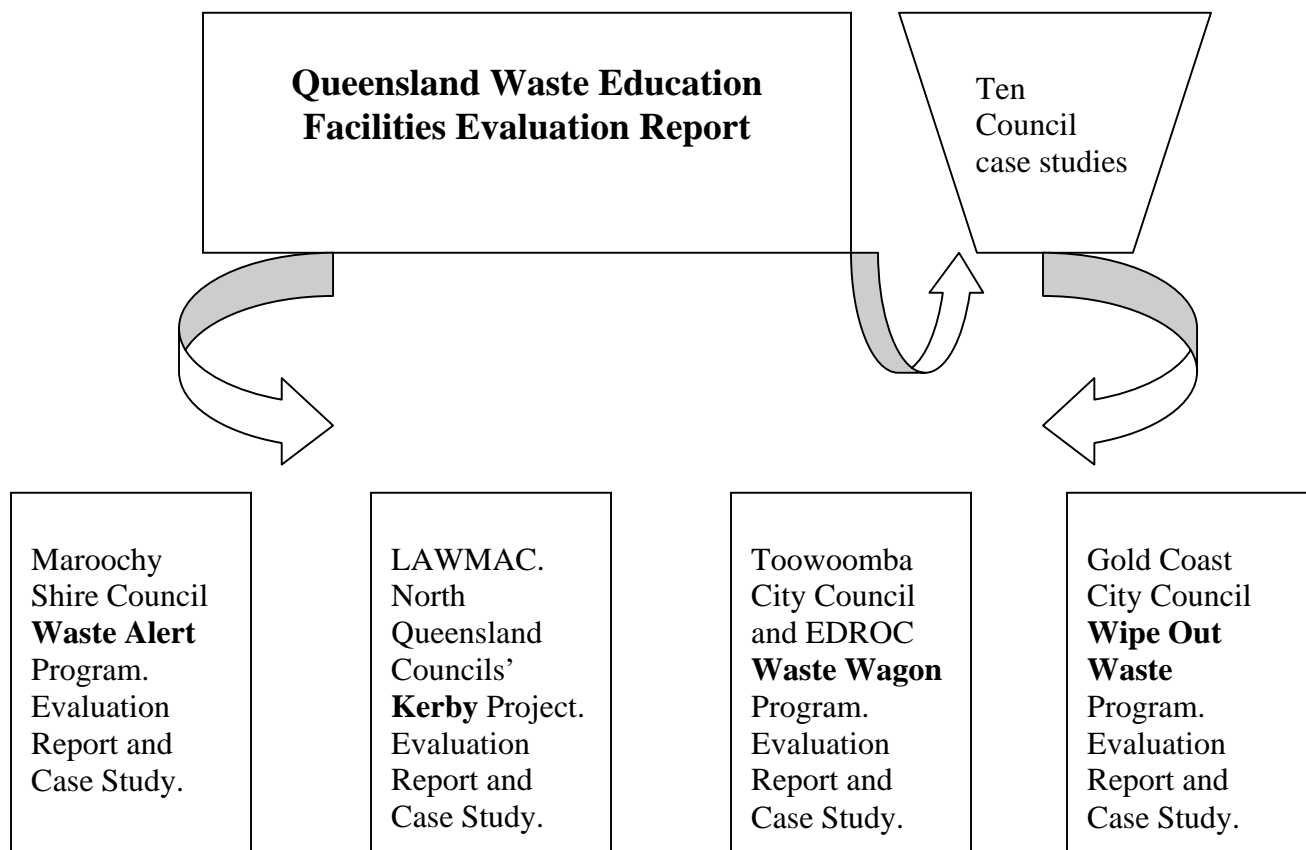 Queensland Waste Education
Facilities Evaluation Report
Ten
Council
case studies
Maroochy
Shire Council
Waste Alert
Program.
Evaluation
Report and
Case Study.
LAWMAC.
North
Queensland
Councils’
Kerby Project.
Evaluation
Report and
Case Study.
Toowoomba
City Council
and EDROC
Waste Wagon
Program.
Evaluation
Report and
Case Study.
Gold Coast
City Council
Wipe Out
Waste
Program.
Evaluation
Report and
Case Study.